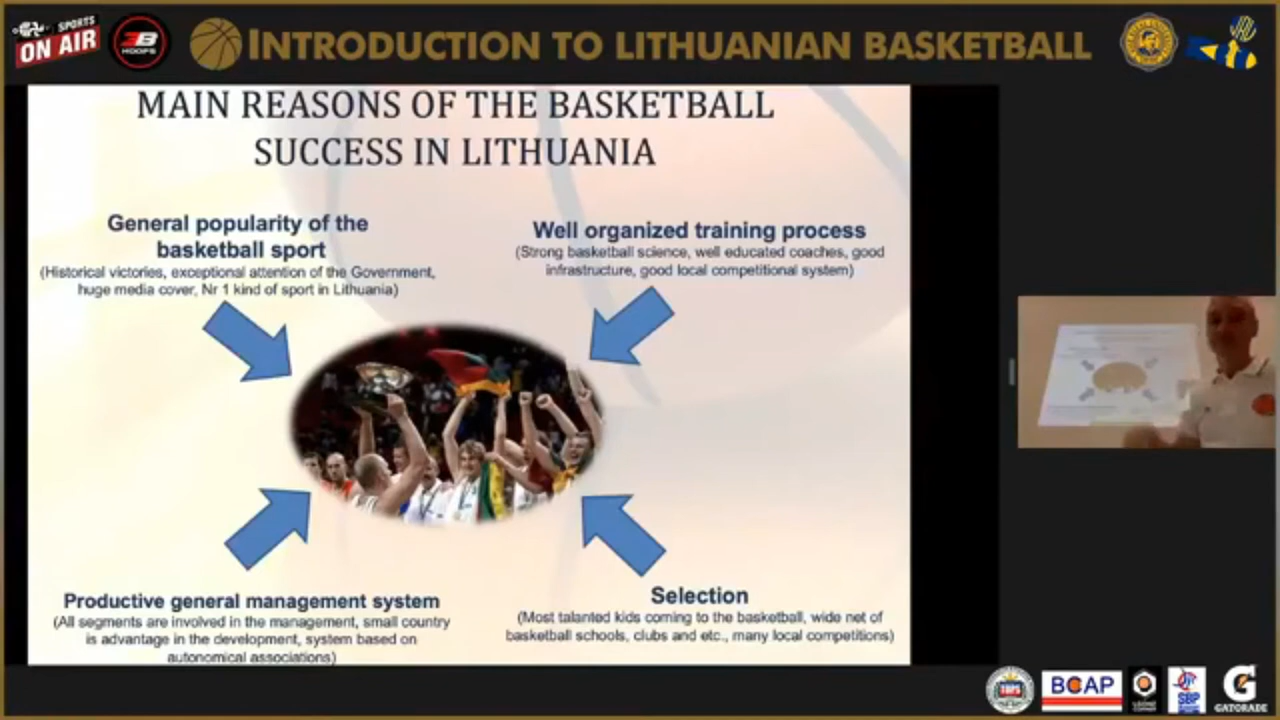 SPORTS
ON AIR
3B
HOOPS
INTRODUCTION TO LITHUANIAN BASKETBALL
MAIN REASONS OF THE BASKETBALL
SUCCESS IN LITHUANIA
General popularity of the
basketball sport
(Historical victories, exceptional attention of the Government,
huge media cover, Nr 1 kind of sport in Lithuania)
Well organized training process
(Strong basketball science, well educated coaches, good
infrastructure, good local competitional system)
Productive general management system
(All segments are involved in the management, small country
is advantage in the development, system based on
autonomical associations)
Selection
(Most talanted kids coming to the basketball, wide net of
basketball schools, clubs and etc., many local competitions)
TOPS
BCAP
SBP
GATORADE